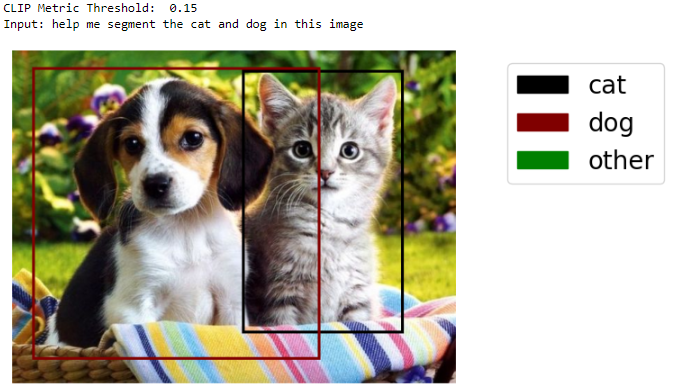 CLIP Metric Threshold:  0.15
Input: help me segment the cat and dog in this image
cat
dog
other